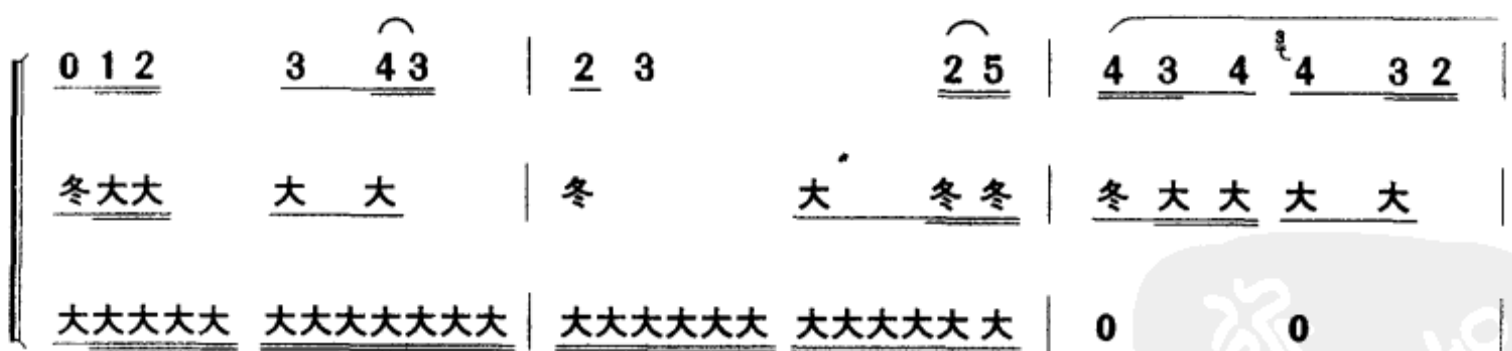 0 1 2 3 4 3 | 2 3 2 5 | 4 3 4 4 3 2 |
冬大大 大 大 | 冬 大 冬冬 | 冬 大 大 大 大 |
大大大大大 大大大大大大大 | 大大大大大大 大大大大大 大 | 0 0 |